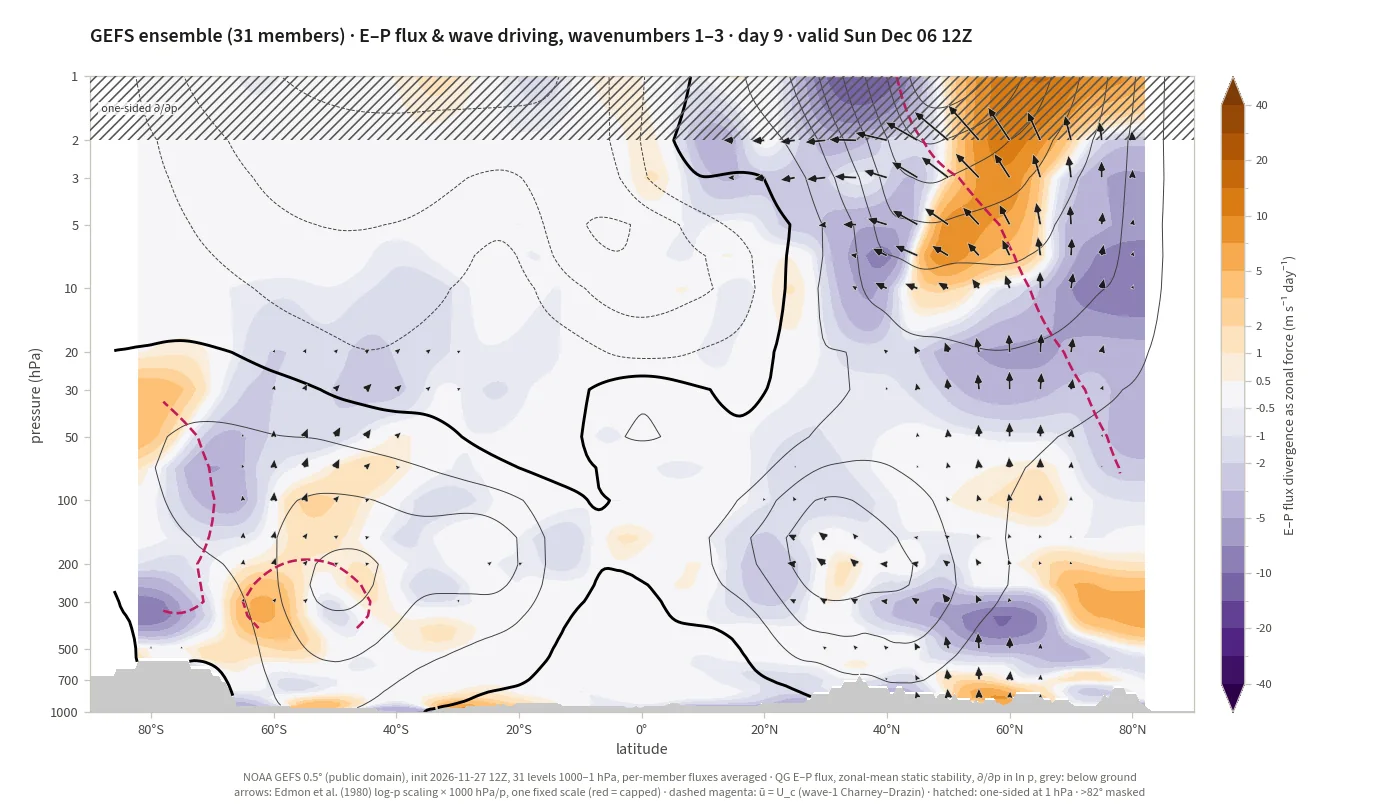 GEFS ensemble (31 members) · E–P flux & wave driving, wavenumbers 1–3 · day 9 · valid Sun Dec 06 12Z
one-sided ∂/∂p
1
2
3
5
10
20
30
50
100
200
300
500
700
1000
pressure (hPa)
80°S
60°S
40°S
20°S
0°
20°N
40°N
60°N
80°N
latitude
40
20
10
5
2
1
0.5
-0.5
-1
-2
-5
-10
-20
-40
E–P flux divergence as zonal force (m s⁻¹ day⁻¹)
NOAA GEFS 0.5° (public domain), init 2026-11-27 12Z, 31 levels 1000–1 hPa, per-member fluxes averaged · QG E–P flux, zonal-mean static stability, ∂/∂p in ln p, grey: below ground
arrows: Edmon et al. (1980) log-p scaling × 1000 hPa/p, one fixed scale (red = capped) · dashed magenta: ū = U_c (wave-1 Charney–Drazin) · hatched: one-sided at 1 hPa · >82° masked